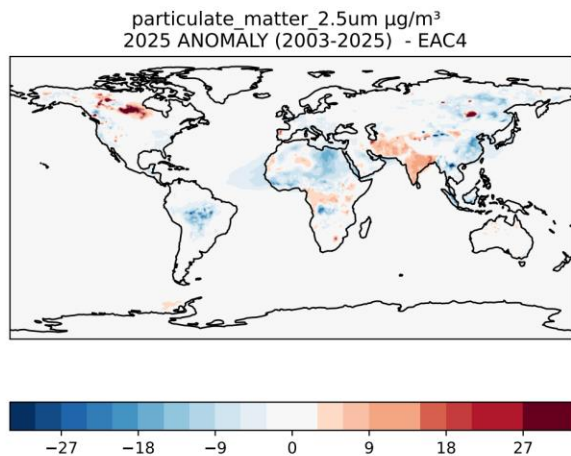 particulate_matter_2.5um µg/m³
2025 ANOMALY (2003-2025)  - EAC4
−27 −18 −9 0 9 18 27